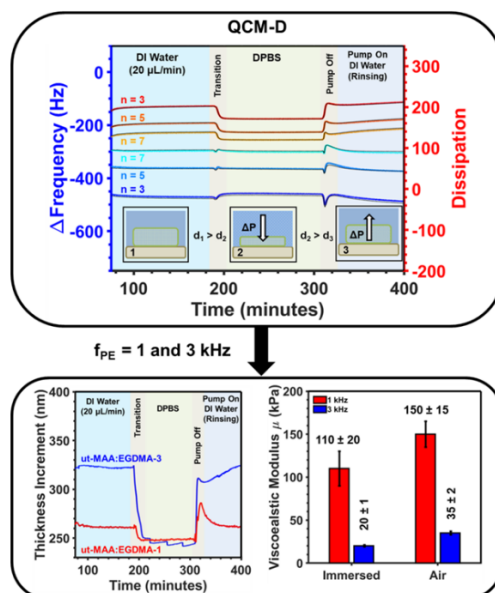 QCM-D
DI Water
(20 µL/min)
Transition
DPBS
Pump Off
Pump On
DI Water
(Rinsing)
n = 3
n = 5
n = 7
n = 7
n = 5
n = 3
0
-200
-400
-600
ΔFrequency (Hz)
300
200
100
0
-100
-200
Dissipation
1
d₁ > d₂
ΔP
2
d₂ > d₃
ΔP
3
100
200
300
400
Time (minutes)
f_PE = 1 and 3 kHz
DI Water
(20 µL/min)
Transition
DPBS
Pump Off
Pump On
DI Water
(Rinsing)
ut-MAA:EGDMA-3
ut-MAA:EGDMA-1
400
350
300
250
Thickness Increment (nm)
100
200
300
400
Time (minutes)
1 kHz
3 kHz
110 ± 20
20 ± 1
150 ± 15
35 ± 2
200
150
100
50
0
Viscoealstic Modulus µ (kPa)
Immersed
Air